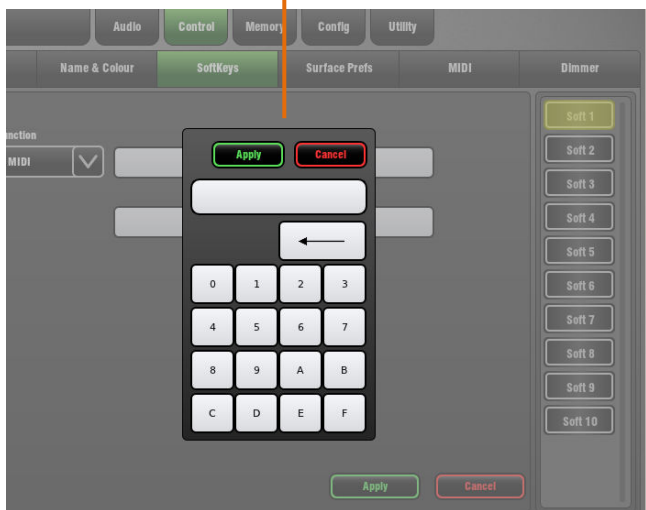 Audio Control Memory Config Utility
Name & Colour SoftKeys Surface Prefs MIDI Dimmer
Soft 1
Soft 2
Soft 3
Soft 4
Soft 5
Soft 6
Soft 7
Soft 8
Soft 9
Soft 10
MIDI
Apply Cancel
0 1 2 3
4 5 6 7
8 9 A B
C D E F
Apply Cancel